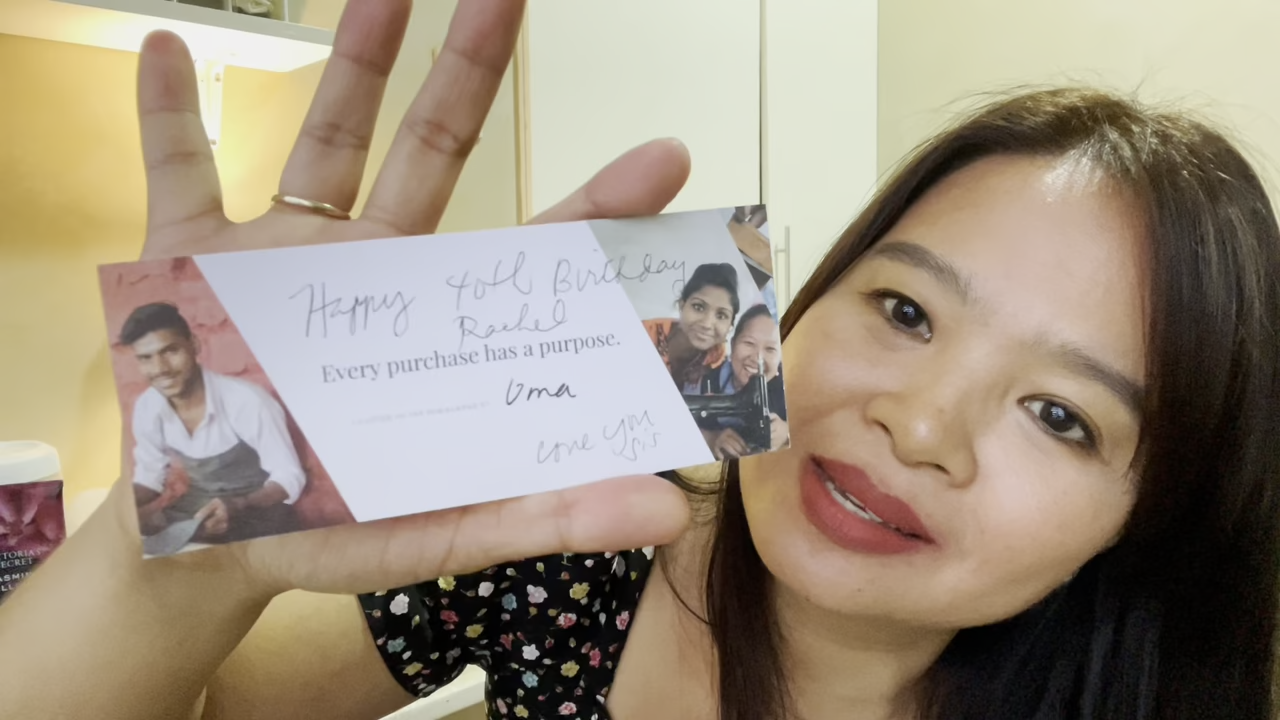 Happy 40th Birthday
Rachel
Every purchase has a purpose.
Uma
Love you
sis